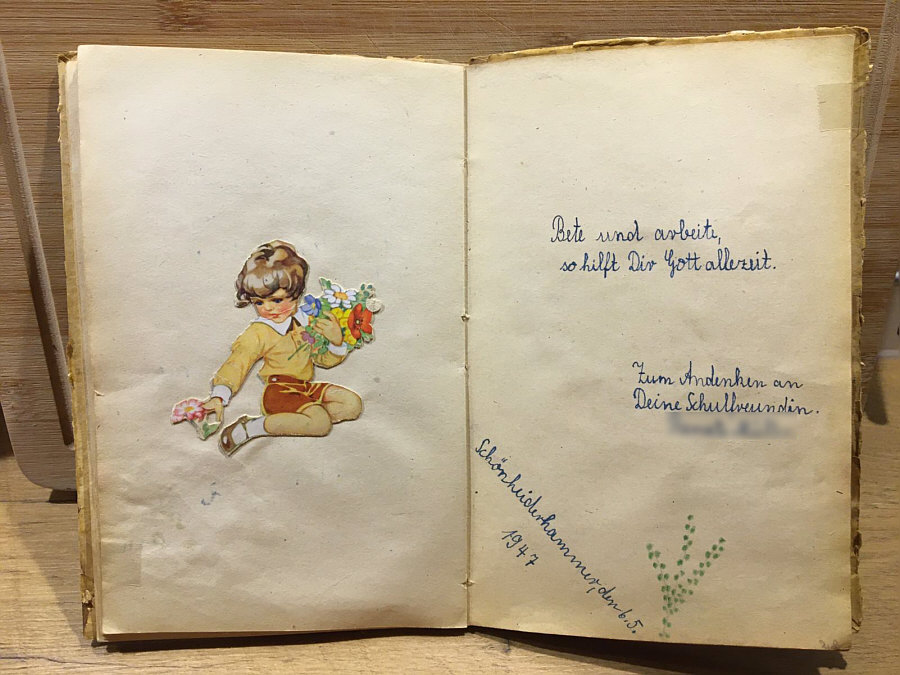 Bete und arbeite,
so hilft Dir Gott allezeit.
Zum Andenken an
Deine Schulfreundin.
Schönheiderhammer, den 6.5.
1947